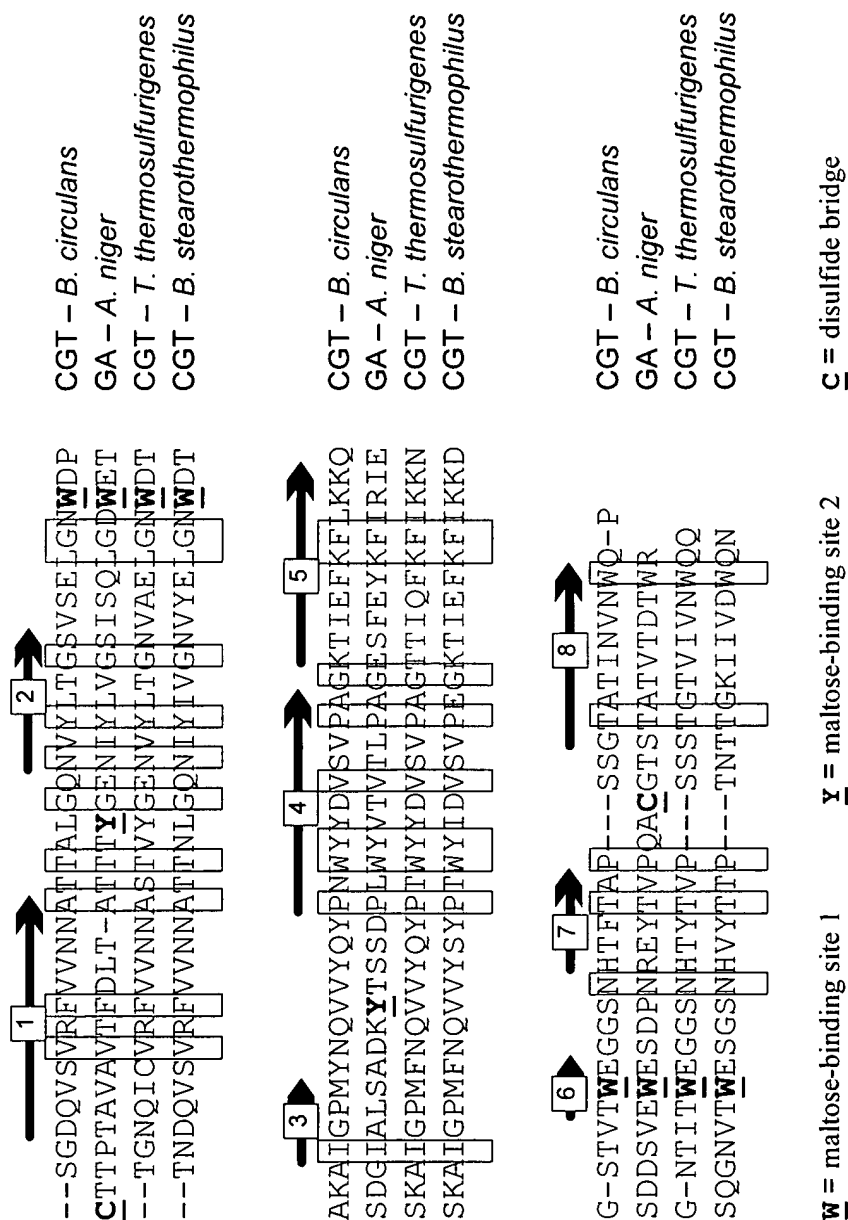 1 2
--SGDQVSVRFVVNNATTALGQNVYLTGSVSELGNWDP CGT – B. circulans
CTTPTAVAVTFDLT-ATTTYGENIYLVGSISQLGDWET GA – A. niger
--TGNQICVRFVVNNASTVYGENVYLTGNVAELGNWDT CGT – T. thermosulfurigenes
--TNDQVSVRFVVNNATTNLGQNIYIVGNVYELGNWDT CGT – B. stearothermophilus
3 4 5
AKAIGPMYNQVVYQYPNWYYDVSVPAGKTIEFKFLKKQ CGT – B. circulans
SDGIALSADKYTSSDPLWYVTVTLPAGESFEYKFIRIE GA – A. niger
SKAIGPMFNQVVYQYPTWYYDVSVPAGTTIQFKFIKKN CGT – T. thermosulfurigenes
SKAIGPMFNQVVYSYPTWYIDVSVPEGKTIEFKFIKKD CGT – B. stearothermophilus
6 7 8
G-STVTWEGGSNHTFTAP---SSGTATINVNWQ-P CGT – B. circulans
SDDSVEWESDPNREYTVPQACGTSTATVTDTWR GA – A. niger
G-NTITWEGGSNHTYTVP---SSSTGTVIVNWQQ CGT – T. thermosulfurigenes
SQGNVTWESGSNHVYTTP---TNTTGKIIVDWQN CGT – B. stearothermophilus
W = maltose-binding site 1 Y = maltose-binding site 2 C = disulfide bridge